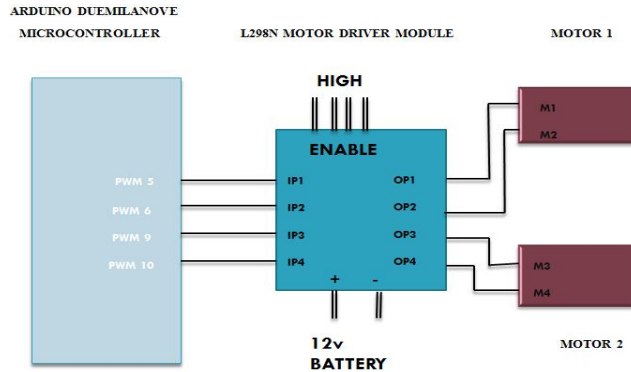 ARDUINO DUEMILANOVE
MICROCONTROLLER
L298N MOTOR DRIVER MODULE
MOTOR 1
HIGH
ENABLE
PWM 5
PWM 6
PWM 9
PWM 10
IP1
IP2
IP3
IP4
OP1
OP2
OP3
OP4
+
-
M1
M2
M3
M4
12v
BATTERY
MOTOR 2